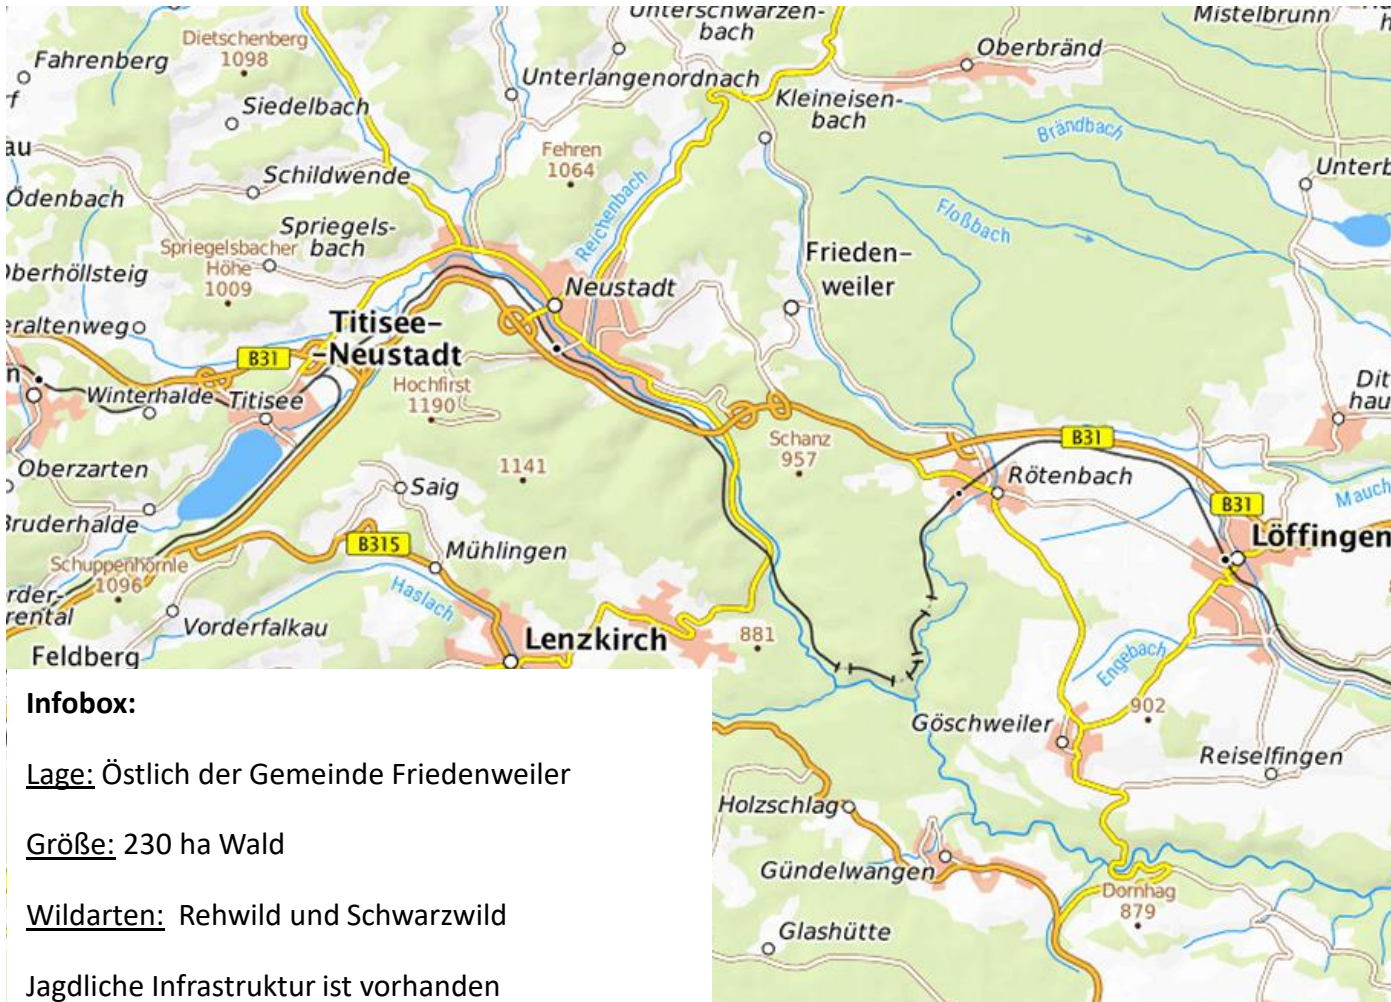 Unterschwarzen-
bach
Mistelbrunn
Dietschenberg
1098
Fahrenberg
Oberbränd
Unterlangenordnach
Siedelbach
Kleineisen-
bach
Brändbach
Fehren
1064
Schildwende
Ödenbach
Reichenbach
Floßbach
Spriegels-
bach
Spriegelsbacher
Höhe
1009
Frieden-
weiler
Neustadt
Titisee-
-Neustadt
B31
Hochfirst
1190
Winterhalde
Titisee
B31
Schanz
957
Oberzarten
1141
Saig
Rötenbach
B31
Löffingen
B315
Mühlingen
Schuppenhörnle
1096
Haslach
Vorderfalkau
Lenzkirch
881
Feldberg
Engebach
902
Göschweiler
Reiselfingen
Holzschlag
Gündelwangen
Dornhag
879
Glashütte
Infobox:
Lage: Östlich der Gemeinde Friedenweiler
Größe: 230 ha Wald
Wildarten: Rehwild und Schwarzwild
Jagdliche Infrastruktur ist vorhanden